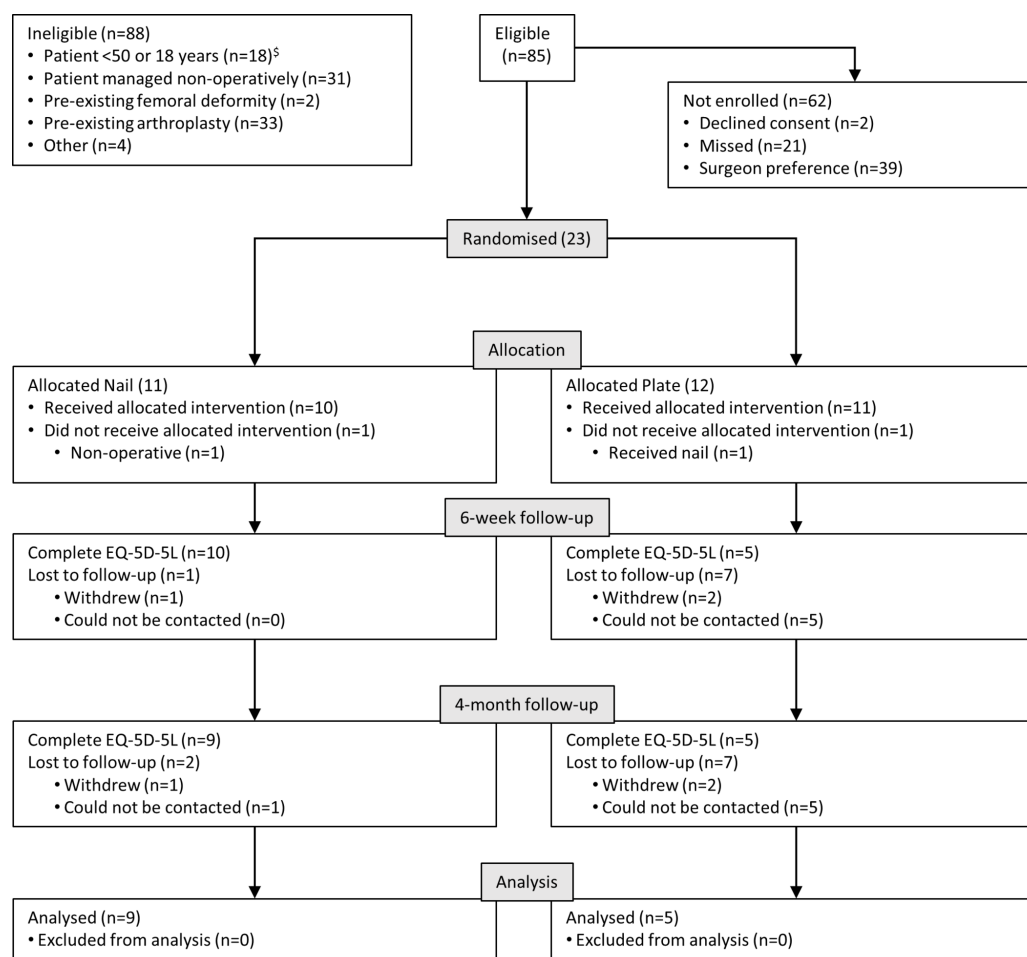 Ineligible (n=88)
• Patient <50 or 18 years (n=18)$
• Patient managed non-operatively (n=31)
• Pre-existing femoral deformity (n=2)
• Pre-existing arthroplasty (n=33)
• Other (n=4)
Eligible
(n=85)
Not enrolled (n=62)
• Declined consent (n=2)
• Missed (n=21)
• Surgeon preference (n=39)
Randomised (23)
Allocation
Allocated Nail (11)
• Received allocated intervention (n=10)
• Did not receive allocated intervention (n=1)
• Non-operative (n=1)
Allocated Plate (12)
• Received allocated intervention (n=11)
• Did not receive allocated intervention (n=1)
• Received nail (n=1)
6-week follow-up
Complete EQ-5D-5L (n=10)
Lost to follow-up (n=1)
• Withdrew (n=1)
• Could not be contacted (n=0)
Complete EQ-5D-5L (n=5)
Lost to follow-up (n=7)
• Withdrew (n=2)
• Could not be contacted (n=5)
4-month follow-up
Complete EQ-5D-5L (n=9)
Lost to follow-up (n=2)
• Withdrew (n=1)
• Could not be contacted (n=1)
Complete EQ-5D-5L (n=5)
Lost to follow-up (n=7)
• Withdrew (n=2)
• Could not be contacted (n=5)
Analysis
Analysed (n=9)
• Excluded from analysis (n=0)
Analysed (n=5)
• Excluded from analysis (n=0)